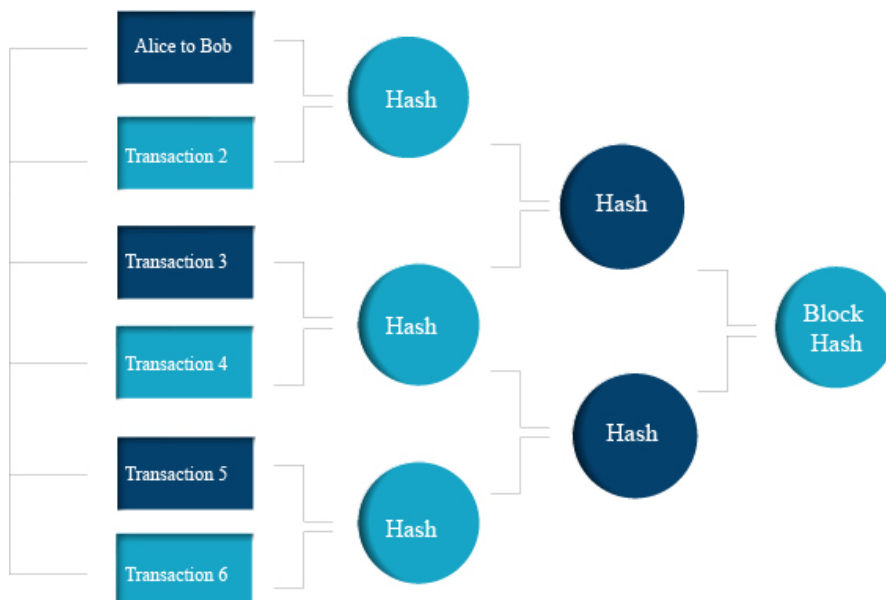 Alice to Bob
Transaction 2
Transaction 3
Transaction 4
Transaction 5
Transaction 6
Hash
Hash
Hash
Hash
Hash
Block
Hash